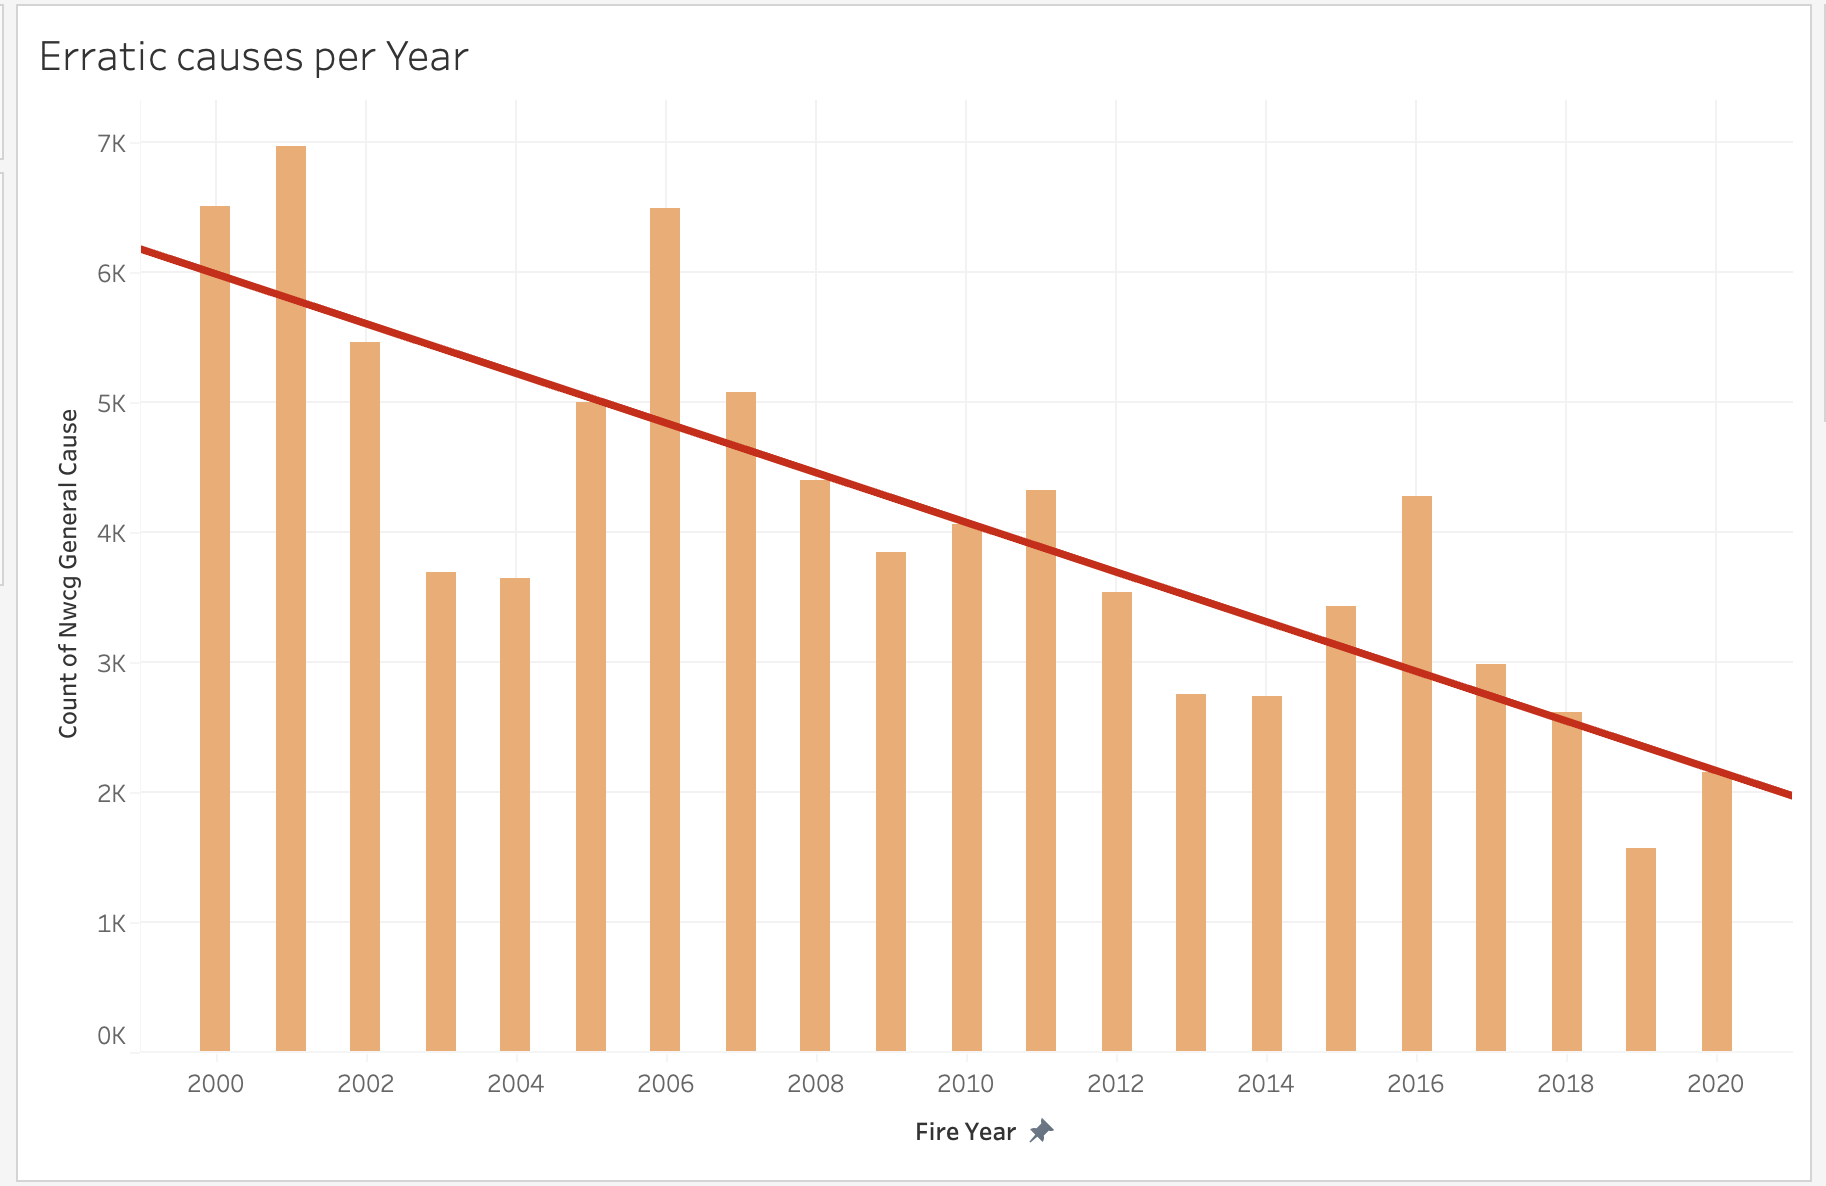 Erratic causes per Year
7K
6K
5K
4K
3K
2K
1K
0K
Count of Nwcg General Cause
2000 2002 2004 2006 2008 2010 2012 2014 2016 2018 2020
Fire Year